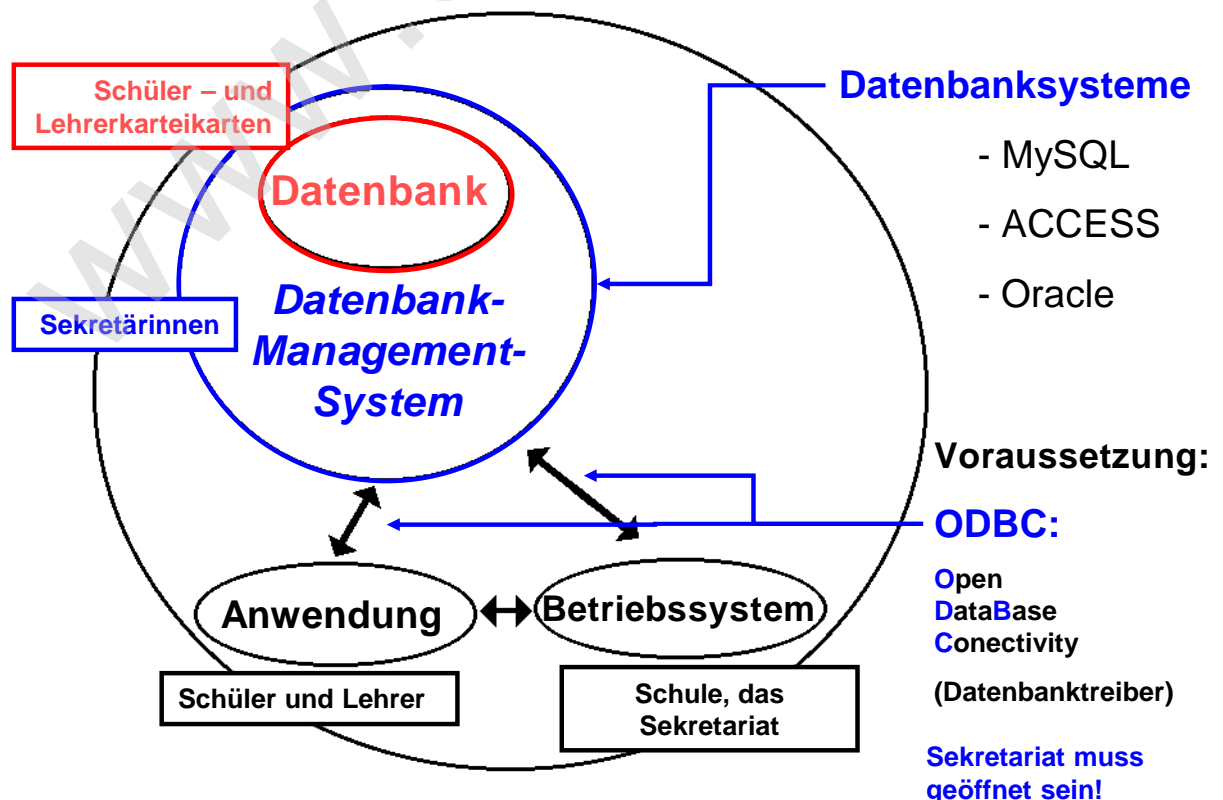 Schüler – und
Lehrerkarteikarten
Datenbank
Sekretärinnen
Datenbank-
Management-
System
Datenbanksysteme
- MySQL
- ACCESS
- Oracle
Voraussetzung:
ODBC:
Open
DataBase
Conectivity
(Datenbanktreiber)
Sekretariat muss
geöffnet sein!
Anwendung
Betriebssystem
Schüler und Lehrer
Schule, das
Sekretariat
www.